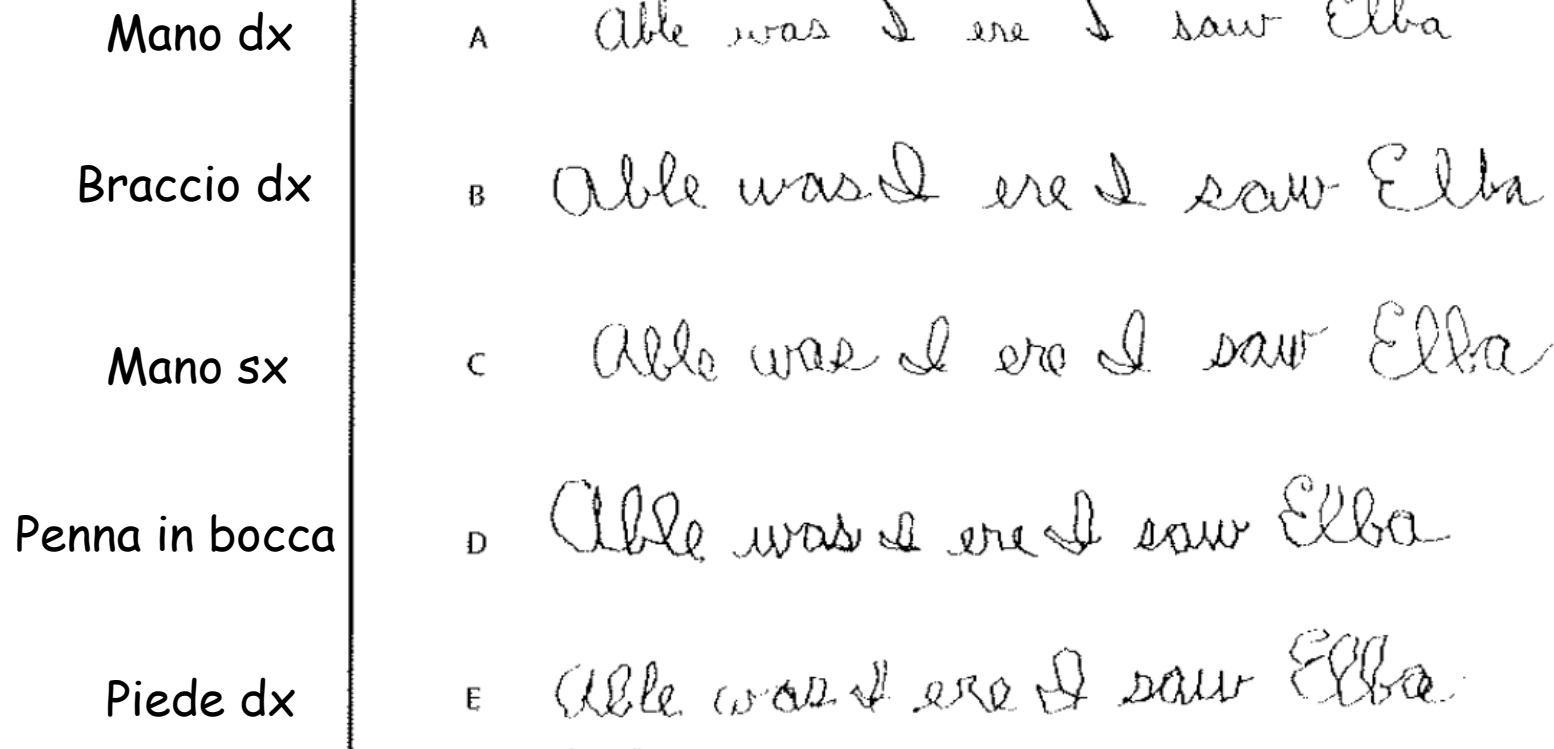 Mano dx A Able was I ere I saw Elba
Braccio dx B Able was I ere I saw Elba
Mano sx C Able was I ere I saw Elba
Penna in bocca D Able was I ere I saw Elba
Piede dx E Able was I ere I saw Elba